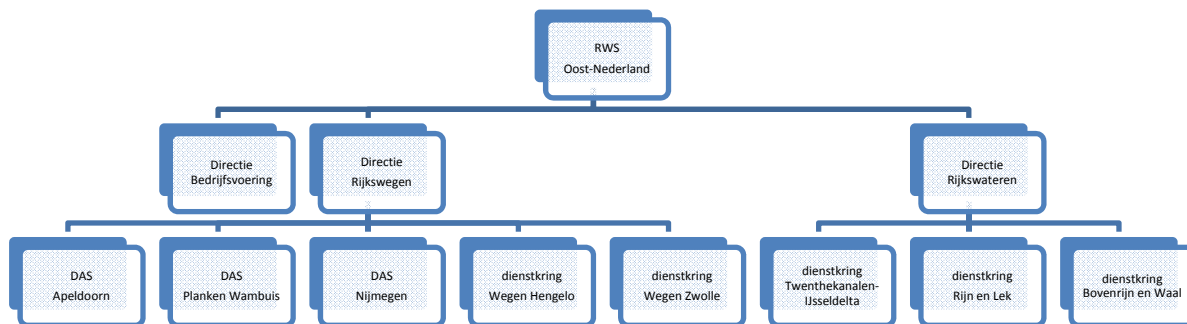 RWS
Oost-Nederland
Directie
Bedrijfsvoering
Directie
Rijkswegen
Directie
Rijkswateren
DAS
Apeldoorn
DAS
Planken Wambuis
DAS
Nijmegen
dienstkring
Wegen Hengelo
dienstkring
Wegen Zwolle
dienstkring
Twenthekanalen-
IJsseldelta
dienstkring
Rijn en Lek
dienstkring
Bovenrijn en Waal